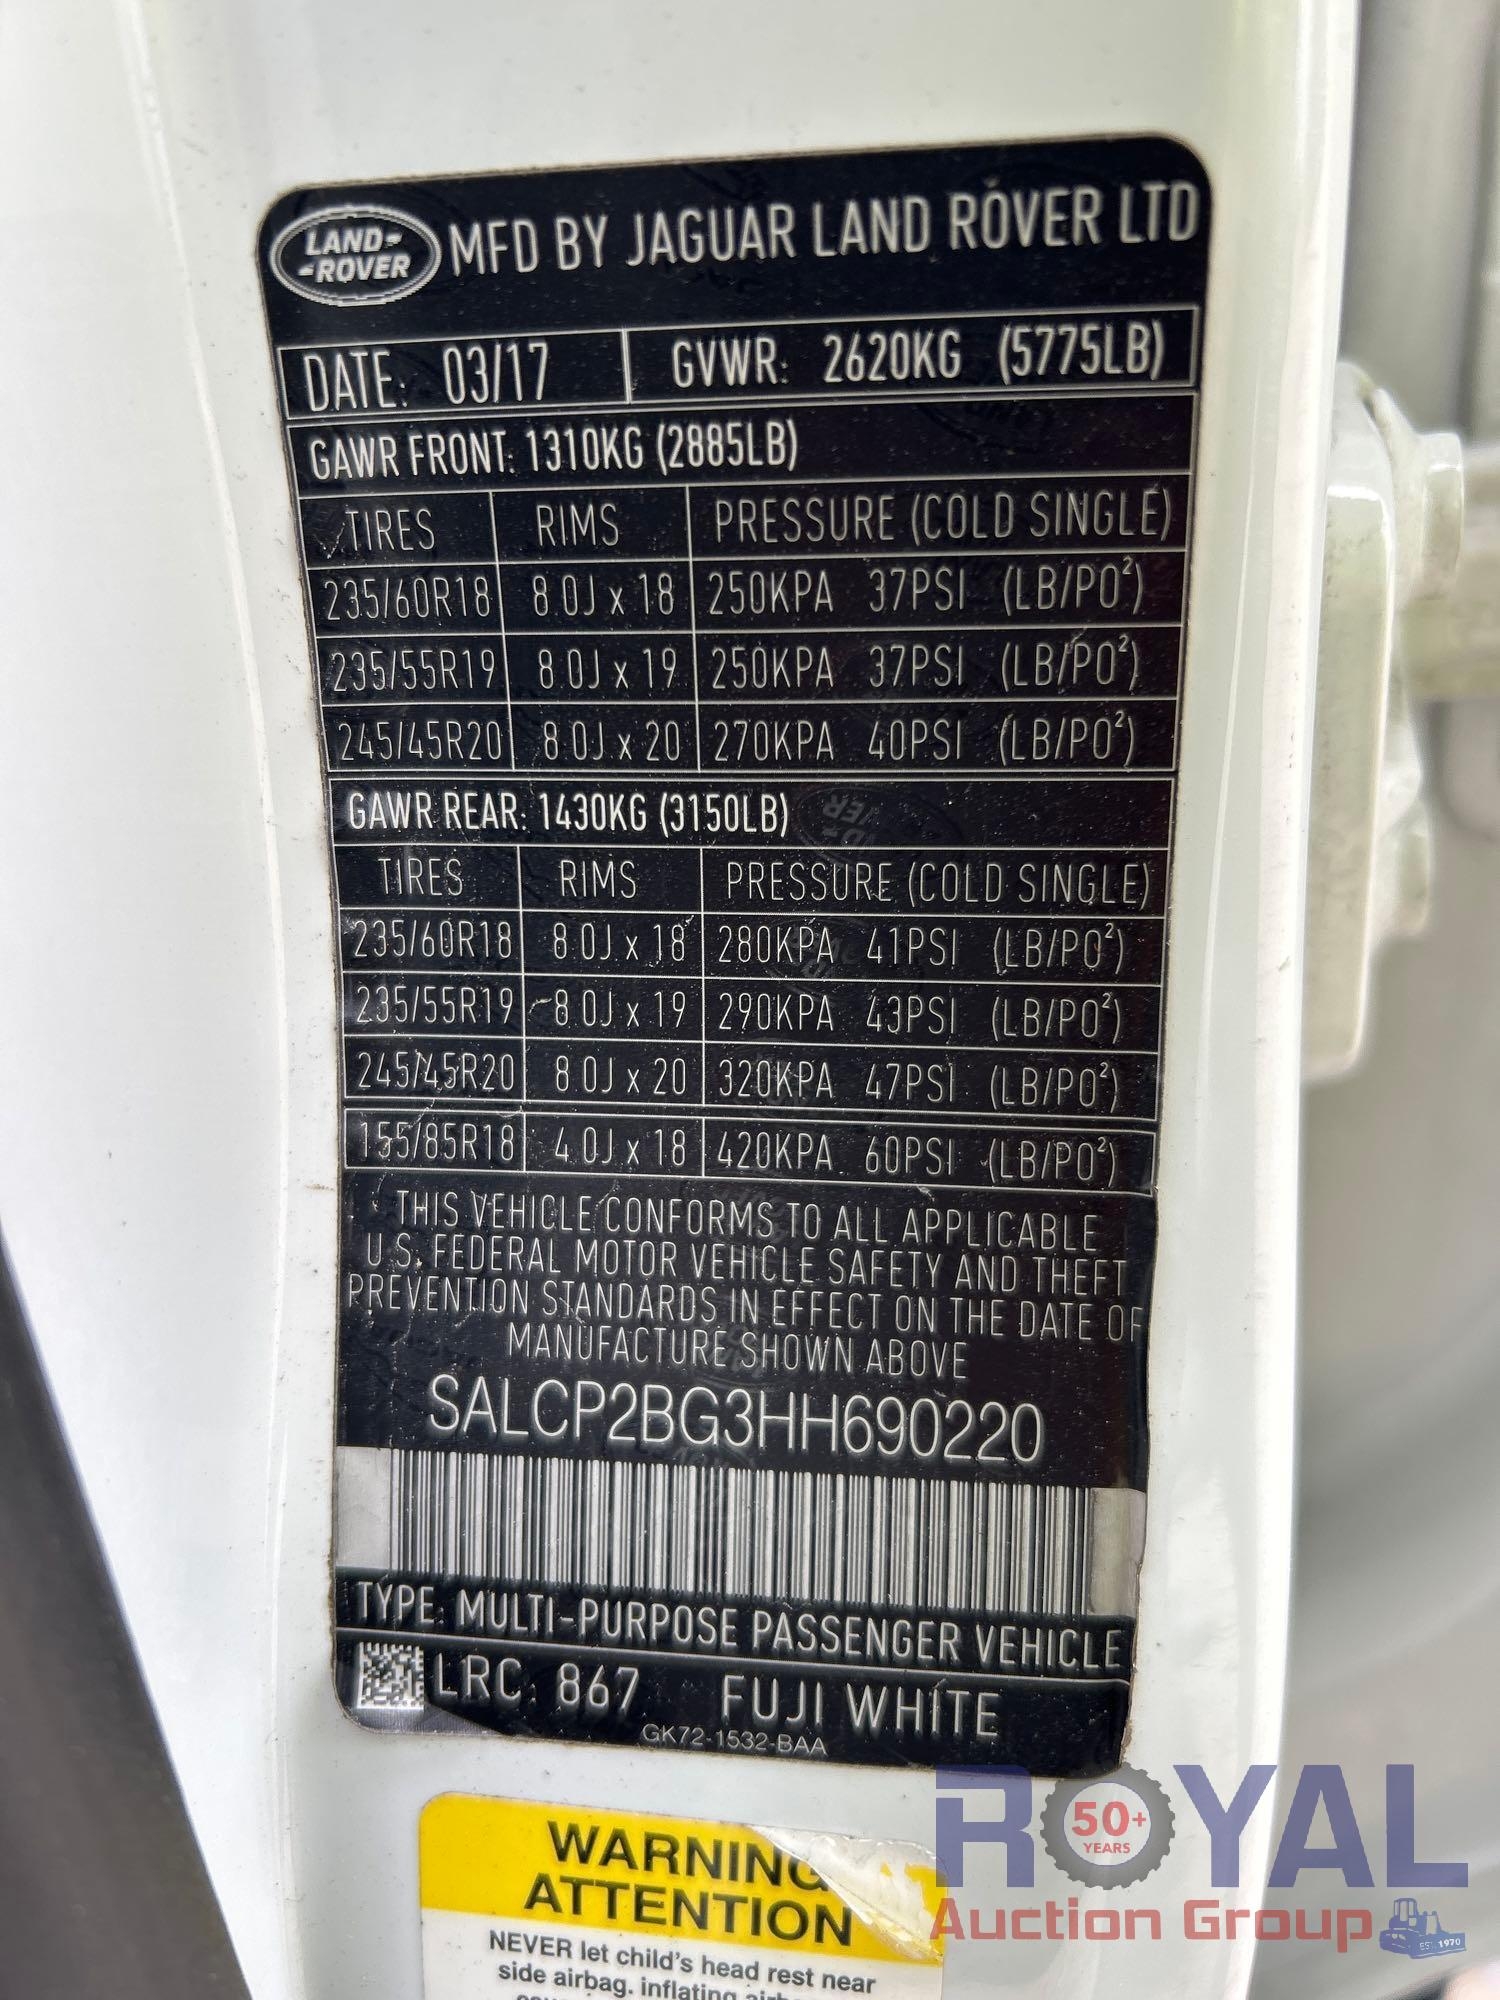 LAND-
-ROVER
MFD BY JAGUAR LAND ROVER LTD
DATE: 03/17 GVWR: 2620KG (5775LB)
GAWR FRONT: 1310KG (2885LB)
TIRES RIMS PRESSURE (COLD SINGLE)
235/60R18 8.0J x 18 250KPA 37PSI (LB/PO²)
235/55R19 8.0J x 19 250KPA 37PSI (LB/PO²)
245/45R20 8.0J x 20 270KPA 40PSI (LB/PO²)
GAWR REAR: 1430KG (3150LB)
TIRES RIMS PRESSURE (COLD SINGLE)
235/60R18 8.0J x 18 280KPA 41PSI (LB/PO²)
235/55R19 8.0J x 19 290KPA 43PSI (LB/PO²)
245/45R20 8.0J x 20 320KPA 47PSI (LB/PO²)
155/85R18 4.0J x 18 420KPA 60PSI (LB/PO²)
THIS VEHICLE CONFORMS TO ALL APPLICABLE
U.S. FEDERAL MOTOR VEHICLE SAFETY AND THEFT
PREVENTION STANDARDS IN EFFECT ON THE DATE OF
MANUFACTURE SHOWN ABOVE
SALCP2BG3HH690220
TYPE: MULTI-PURPOSE PASSENGER VEHICLE
LRC: 867 FUJI WHITE
GK72-1532-BAA
WARNING
ATTENTION
NEVER let child's head rest near
side airbag. inflating
ROYAL
50+
YEARS
Auction Group
EST. 1970